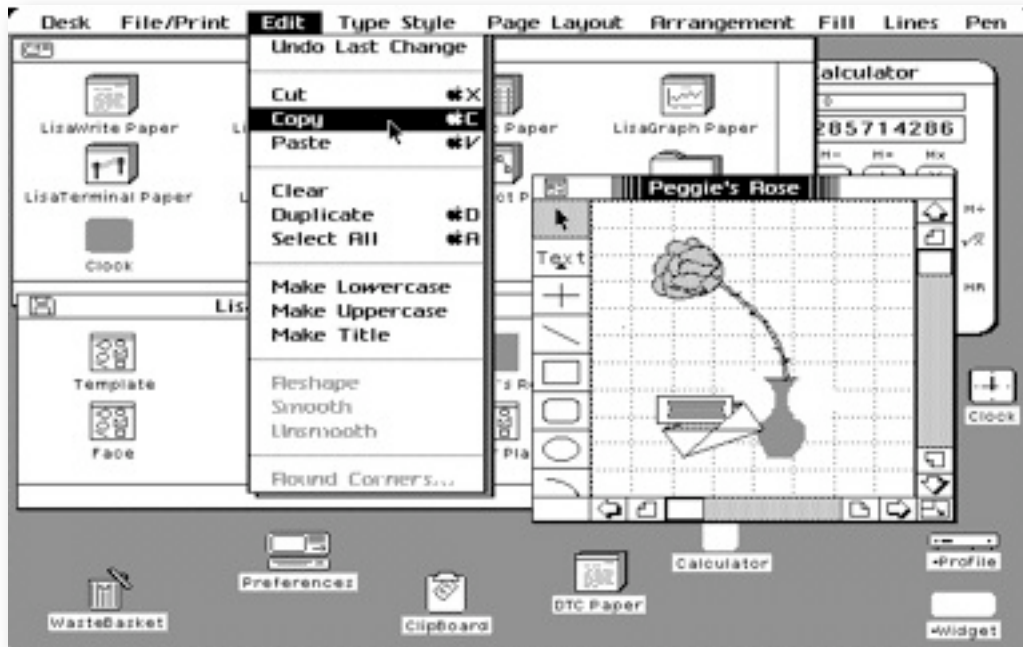 Desk File/Print Edit Type Style Page Layout Arrangement Fill Lines Pen
Undo Last Change
Cut X
Copy C
Paste V
Clear
Duplicate D
Select All A
Make Lowercase
Make Uppercase
Make Title
Reshape
Smooth
Unsmooth
Round Corners...
LisaWrite Paper
Paper
LisaGraph Paper
LisaTerminal Paper
Clock
alculator
0
285714286
M- M= Mx
M+
MR
Peggie's Rose
Text
Lis
Template
Face
's R
Pla
Clock
Preferences
WasteBasket
ClipBoard
DTC Paper
Calculator
Profile
Widget